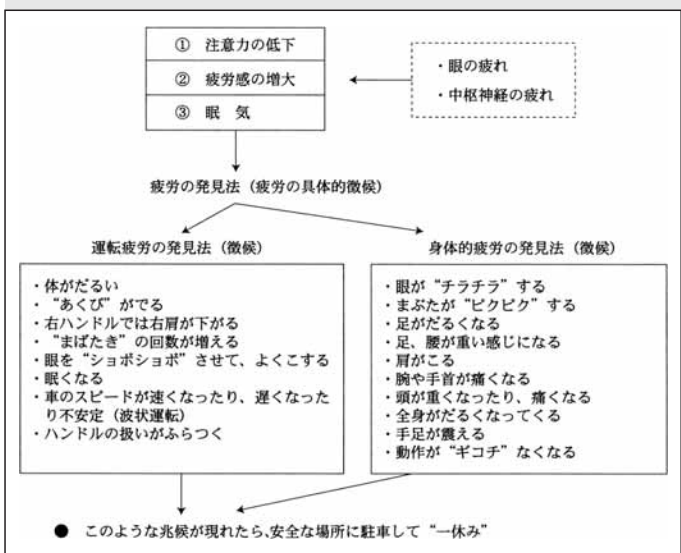 ① 注意力の低下
② 疲労感の増大
③ 眠 気
・眼の疲れ
・中枢神経の疲れ
疲労の発見法（疲労の具体的徴候）
運転疲労の発見法（徴候）
・体がだるい
・“あくび”がでる
・右ハンドルでは右肩が下がる
・“まばたき”の回数が増える
・眼を“ショボショボ”させて、よくこする
・眠くなる
・車のスピードが速くなったり、遅くなった
り不安定（波状運転）
・ハンドルの扱いがふらつく
身体的疲労の発見法（徴候）
・眼が“チラチラ”する
・まぶたが“ピクピク”する
・足がだるくなる
・足、腰が重い感じになる
・肩がこる
・腕や手首が痛くなる
・頭が重くなったり、痛くなる
・全身がだるくなってくる
・手足が震える
・動作が“ギコチ”なくなる
● このような兆候が現れたら、安全な場所に駐車して“一休み”